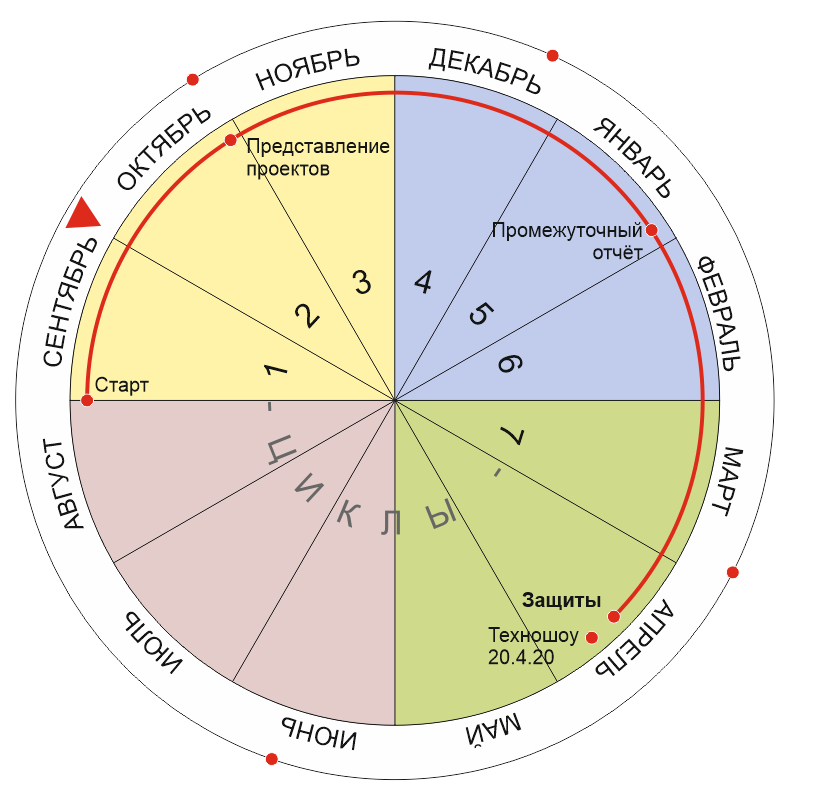 НОЯБРЬ
ДЕКАБРЬ
ОКТЯБРЬ
ЯНВАРЬ
Представление
проектов
СЕНТЯБРЬ
Промежуточный
отчёт
ФЕВРАЛЬ
1
2
3
4
5
6
7
Старт
- ЦИКЛЫ -
АВГУСТ
МАРТ
Защиты
Техношоу
20.4.20
АПРЕЛЬ
ИЮЛЬ
ИЮНЬ
МАЙ